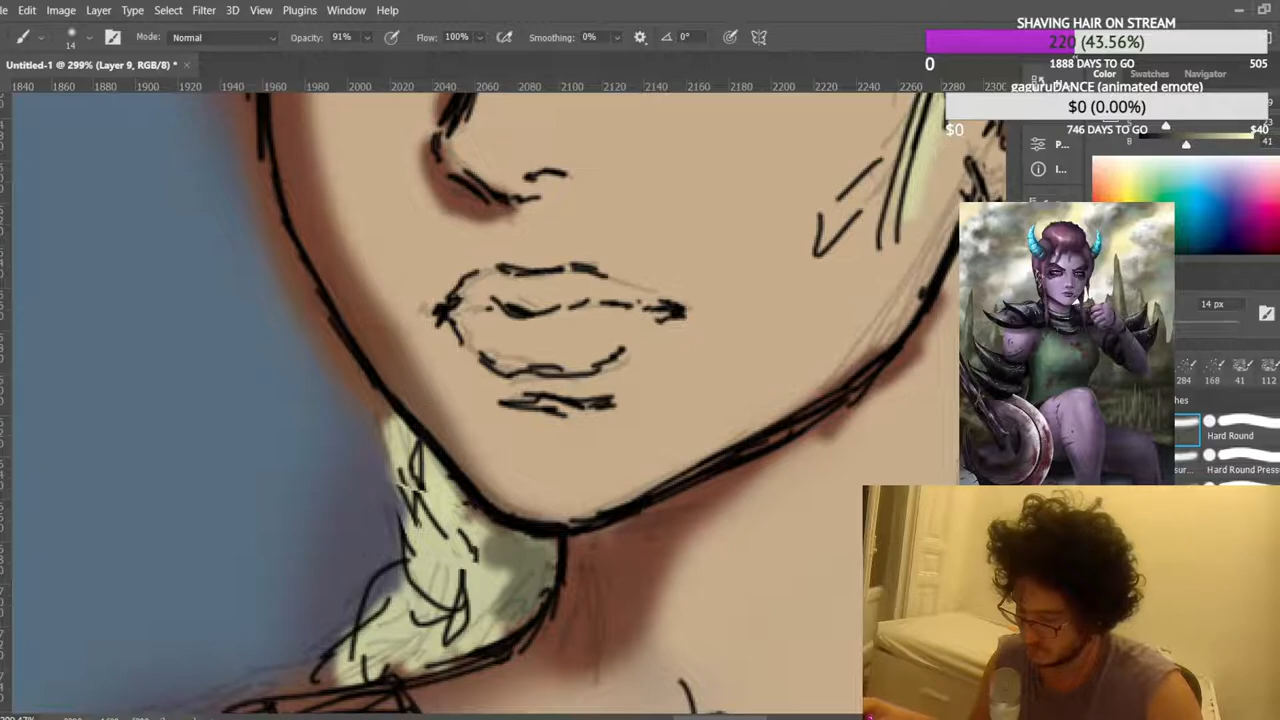 Edit Image Layer Type Select Filter 3D View Plugins Window Help
14 Mode: Normal Opacity: 91% Flow: 100% Smoothing: 0% 0°
Untitled-1 @ 299% (Layer 9, RGB/8) *
1840 1860 1880 1900 1920 1940 1960 1980 2000 2020 2040 2060 2080 2100 2120 2140 2160 2180 2200 2220 2240 2260 2280
SHAVING HAIR ON STREAM
220 (43.56%)
0 1888 DAYS TO GO 505
Color Swatches Navigator
gaguruDANCE (animated emote)
$0 (0.00%)
$0 746 DAYS TO GO $40
23
B 41
P...
I...
14 px
284 168 41 112
Hard Round
Hard Round Press